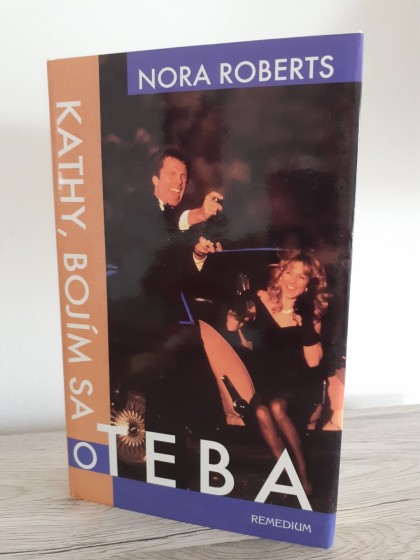 NORA ROBERTS
KATHY, BOJÍM SA
O TEBA
REMEDIUM